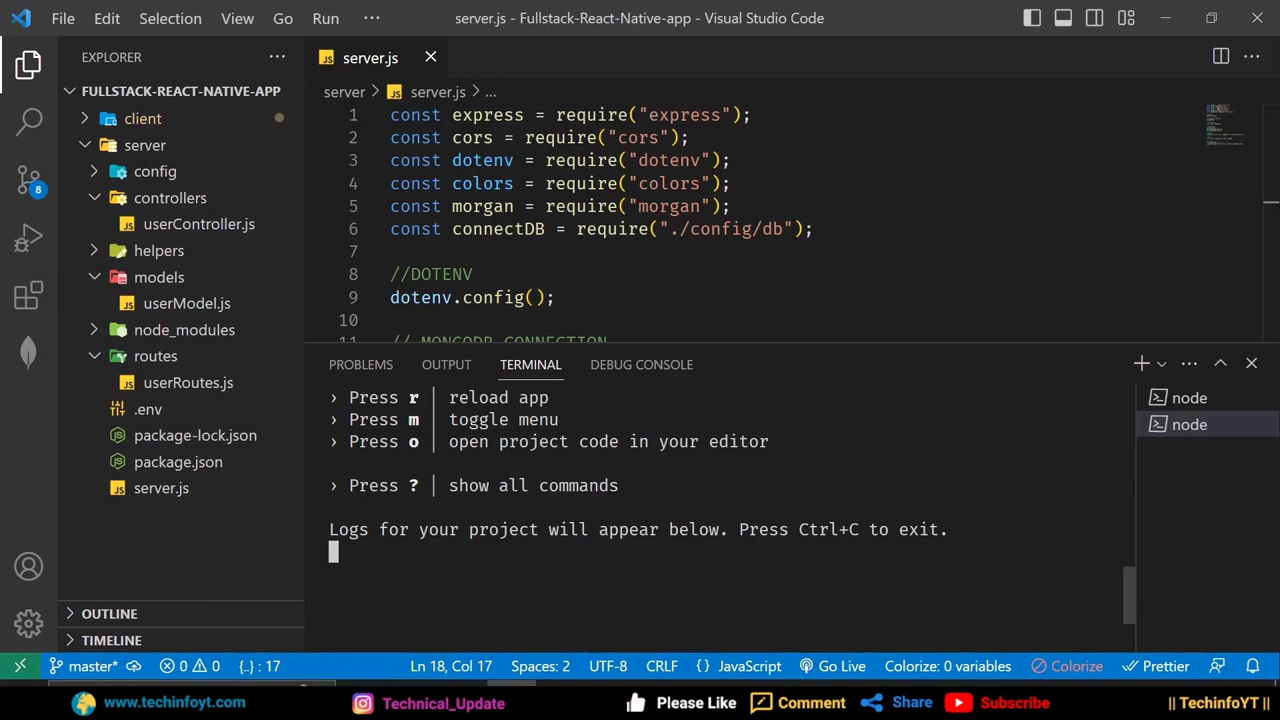 File Edit Selection View Go Run ··· server.js - Fullstack-React-Native-app - Visual Studio Code
EXPLORER ···
FULLSTACK-REACT-NATIVE-APP
client
server
config
controllers
userController.js
helpers
models
userModel.js
node_modules
routes
userRoutes.js
.env
package-lock.json
package.json
server.js
OUTLINE
TIMELINE
8
server.js
server > server.js > ...
1 const express = require("express");
2 const cors = require("cors");
3 const dotenv = require("dotenv");
4 const colors = require("colors");
5 const morgan = require("morgan");
6 const connectDB = require("./config/db");
7
8 //DOTENV
9 dotenv.config();
10
11 // MONGODB CONNECTION
PROBLEMS OUTPUT TERMINAL DEBUG CONSOLE
› Press r │ reload app
› Press m │ toggle menu
› Press o │ open project code in your editor
› Press ? │ show all commands
Logs for your project will appear below. Press Ctrl+C to exit.
node
node
master* 0 0 {..} : 17 Ln 18, Col 17 Spaces: 2 UTF-8 CRLF {} JavaScript Go Live Colorize: 0 variables Colorize Prettier
www.techinfoyt.com Technical_Update Please Like Comment Share Subscribe || TechinfoYT ||